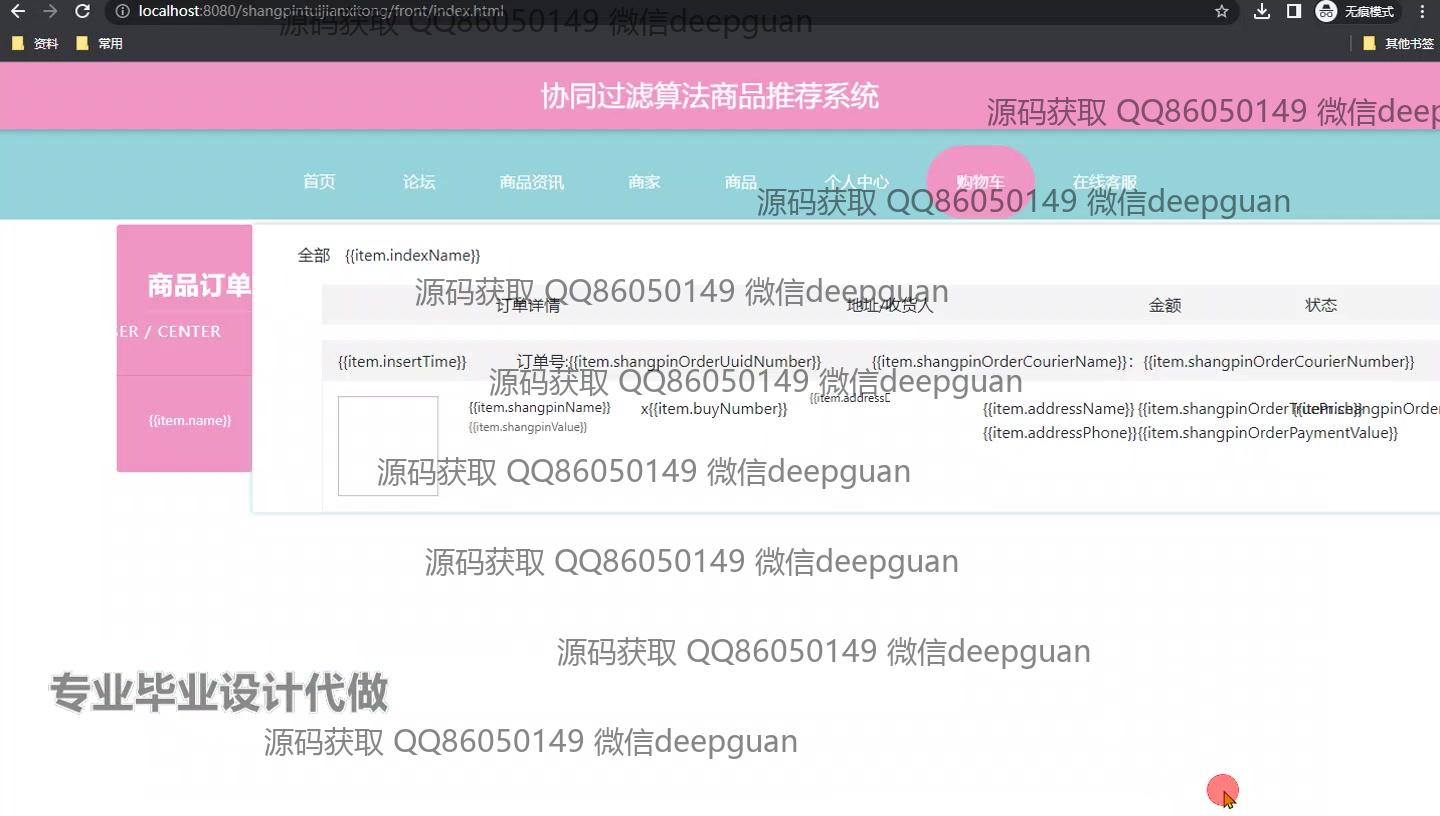 localhost:8080/shangpintuijianxitong/front/index.html
无痕模式
源码获取 QQ86050149 微信deepguan
资料
常用
其他书签
协同过滤算法商品推荐系统
源码获取 QQ86050149 微信deep
首页
论坛
商品资讯
商家
商品
个人中心
购物车
在线客服
源码获取 QQ86050149 微信deepguan
商品订单
全部 {{item.indexName}}
源码获取 QQ86050149 微信deepguan
订单详情
地址/收货人
金额
状态
SER / CENTER
{{item.insertTime}} 订单号:{{item.shangpinOrderUuidNumber}} {{item.shangpinOrderCourierName}}：{{item.shangpinOrderCourierNumber}}
源码获取 QQ86050149 微信deepguan
{{item.shangpinName}} x{{item.buyNumber}}
{{item.addressName}}
{{item.name}}
{{item.shangpinValue}}
{{item.addressPhone}}{{item.shangpinOrderPaymentValue}}
源码获取 QQ86050149 微信deepguan
源码获取 QQ86050149 微信deepguan
源码获取 QQ86050149 微信deepguan
专业毕业设计代做
源码获取 QQ86050149 微信deepguan